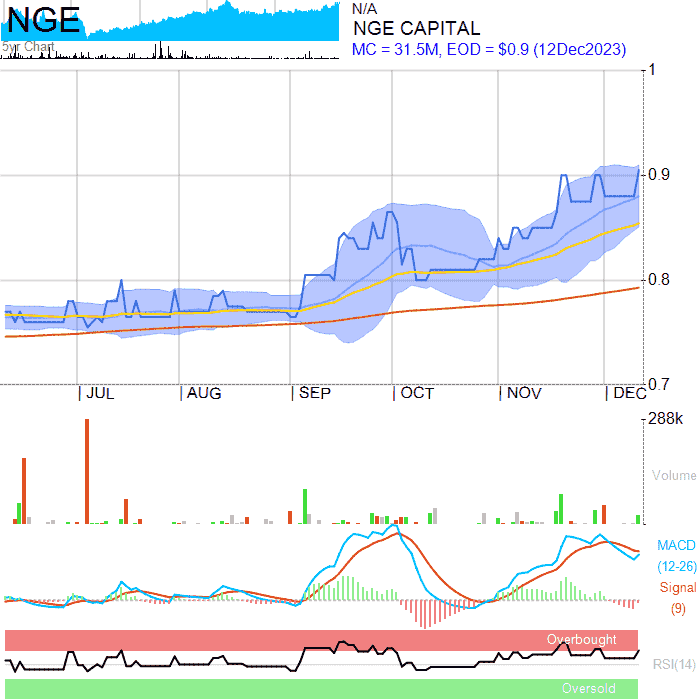 NGE
5yr Chart
N/A
NGE CAPITAL
MC = 31.5M, EOD = $0.9 (12Dec2023)
1
0.9
0.8
0.7
| JUL | AUG | SEP | OCT | NOV | DEC
288k
Volume
MACD
(12-26)
Signal
(9)
Overbought
RSI(14)
Oversold